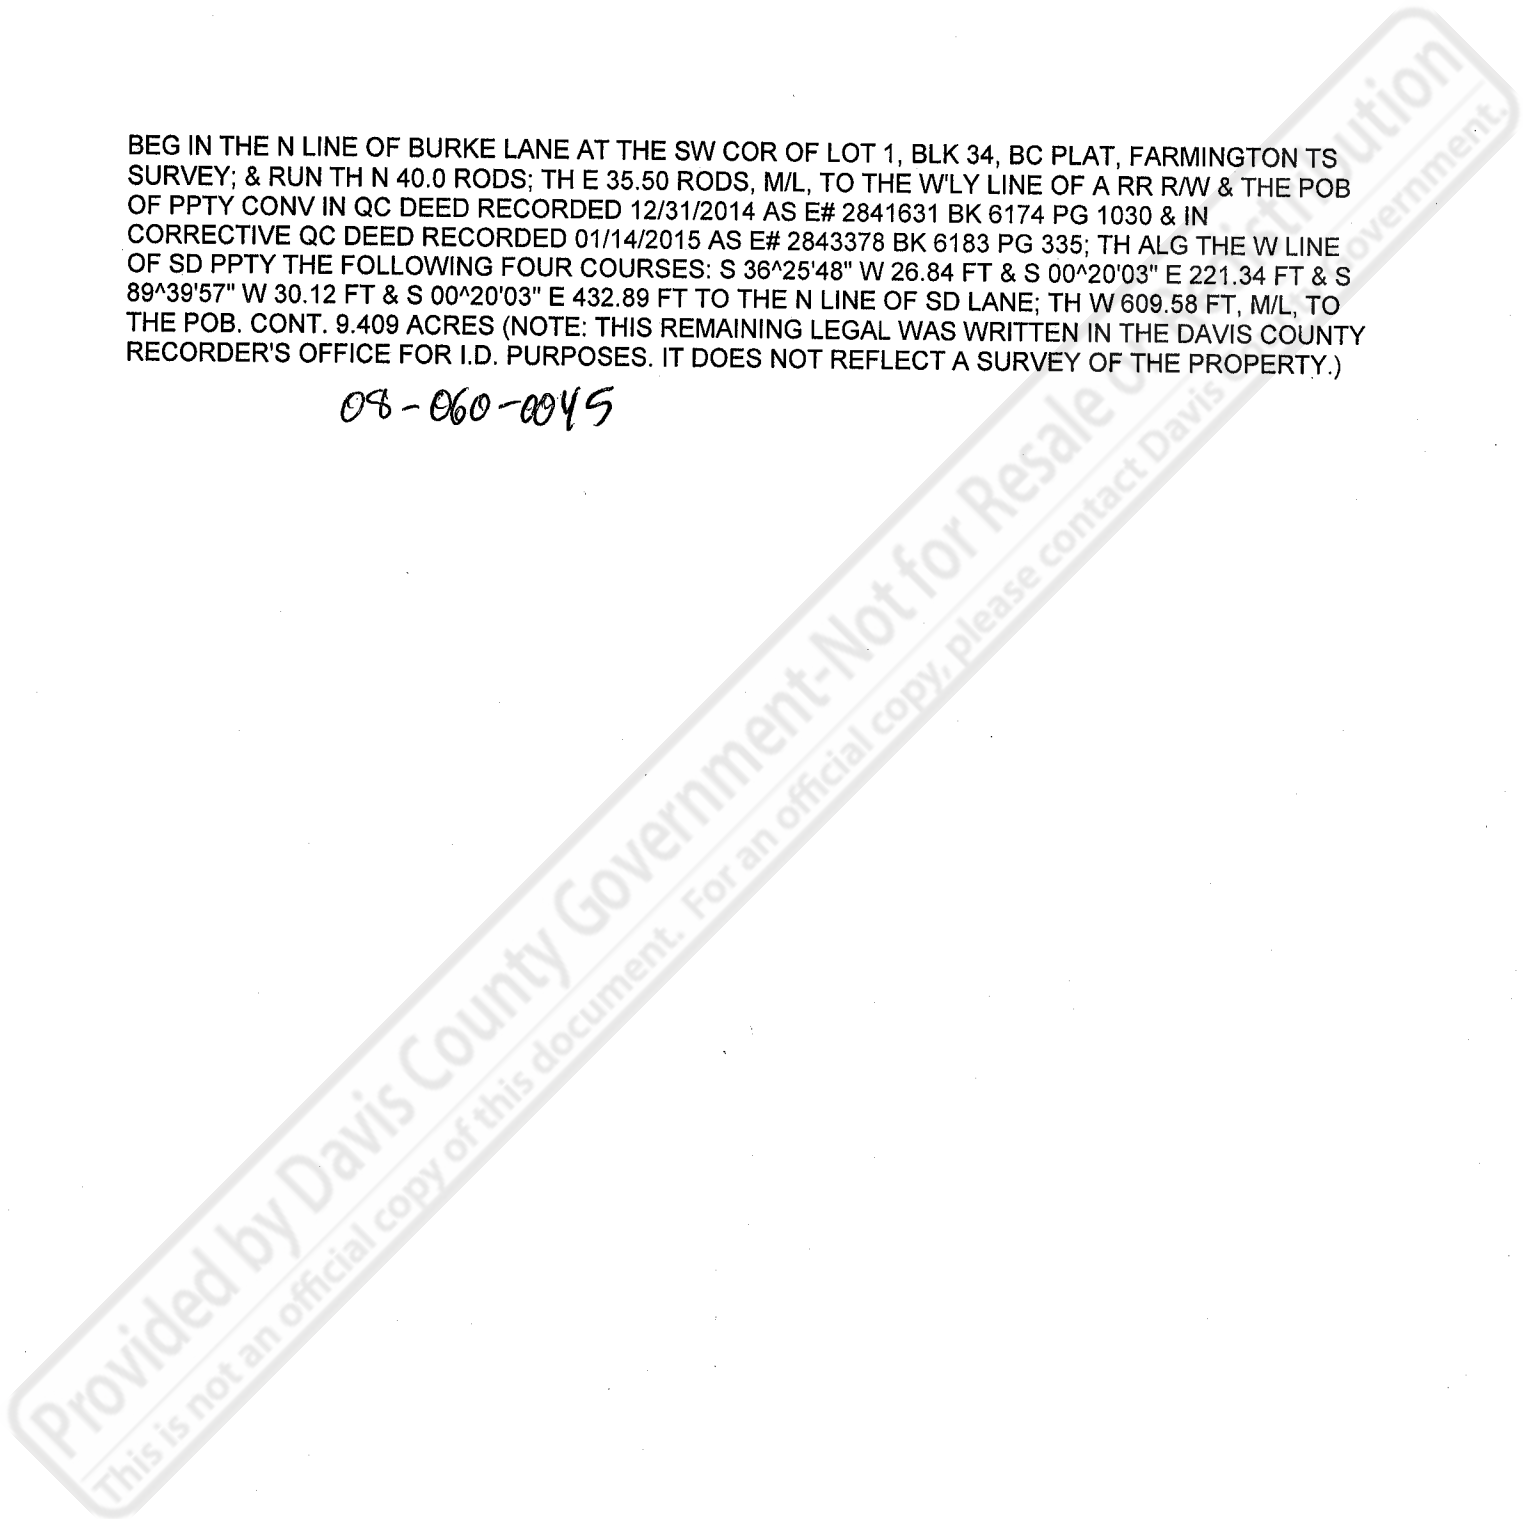 BEG IN THE N LINE OF BURKE LANE AT THE SW COR OF LOT 1, BLK 34, BC PLAT, FARMINGTON TS
SURVEY; & RUN TH N 40.0 RODS; TH E 35.50 RODS, M/L, TO THE W'LY LINE OF A RR R/W & THE POB
OF PPTY CONV IN QC DEED RECORDED 12/31/2014 AS E# 2841631 BK 6174 PG 1030 & IN
CORRECTIVE QC DEED RECORDED 01/14/2015 AS E# 2843378 BK 6183 PG 335; TH ALG THE W LINE
OF SD PPTY THE FOLLOWING FOUR COURSES: S 36^25'48" W 26.84 FT & S 00^20'03" E 221.34 FT & S
89^39'57" W 30.12 FT & S 00^20'03" E 432.89 FT TO THE N LINE OF SD LANE; TH W 609.58 FT, M/L, TO
THE POB. CONT. 9.409 ACRES (NOTE: THIS REMAINING LEGAL WAS WRITTEN IN THE DAVIS COUNTY
RECORDER'S OFFICE FOR I.D. PURPOSES. IT DOES NOT REFLECT A SURVEY OF THE PROPERTY.)
08-060-0045
Provided by Davis County Government-Not for Resale or Redistribution
This is not an official copy of this document. For an official copy, please contact Davis County Government.